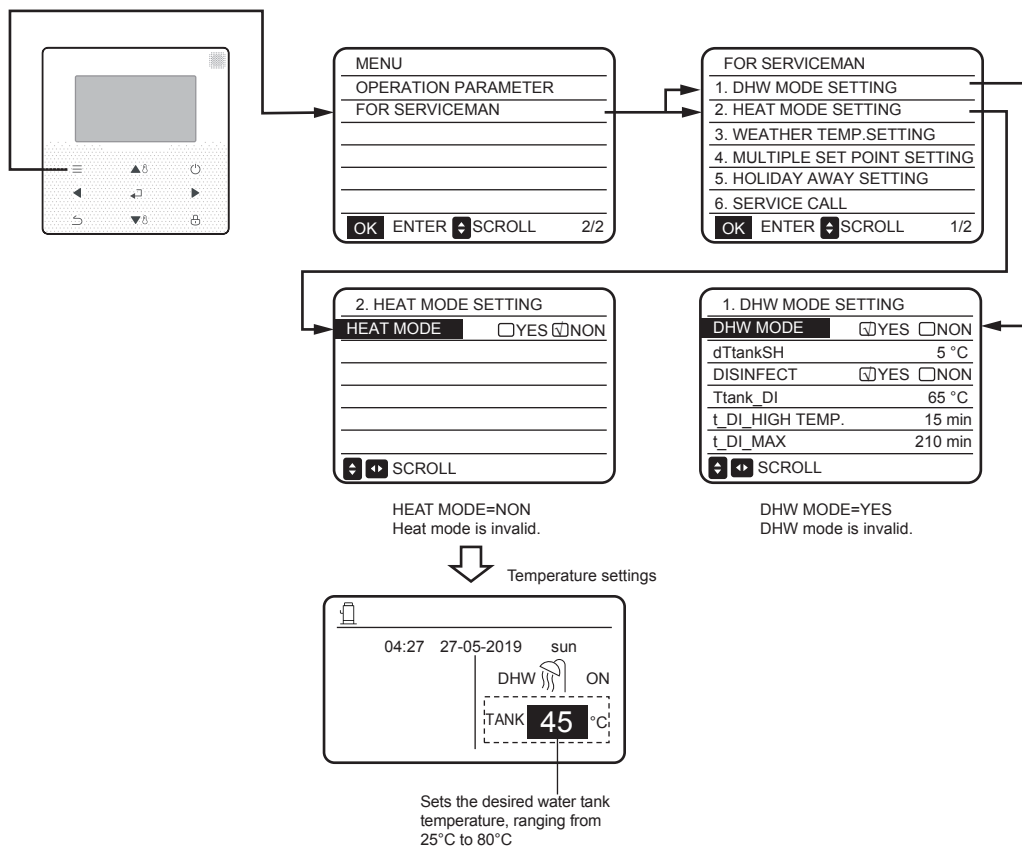 MENU
OPERATION PARAMETER
FOR SERVICEMAN
OK ENTER SCROLL 2/2
FOR SERVICEMAN
1. DHW MODE SETTING
2. HEAT MODE SETTING
3. WEATHER TEMP.SETTING
4. MULTIPLE SET POINT SETTING
5. HOLIDAY AWAY SETTING
6. SERVICE CALL
OK ENTER SCROLL 1/2
2. HEAT MODE SETTING
HEAT MODE YES NON
SCROLL
HEAT MODE=NON
Heat mode is invalid.
1. DHW MODE SETTING
DHW MODE YES NON
dTtankSH 5 °C
DISINFECT YES NON
Ttank_DI 65 °C
t_DI_HIGH TEMP. 15 min
t_DI_MAX 210 min
SCROLL
DHW MODE=YES
DHW mode is invalid.
Temperature settings
04:27 27-05-2019 sun
DHW ON
TANK 45 °C
Sets the desired water tank
temperature, ranging from
25°C to 80°C